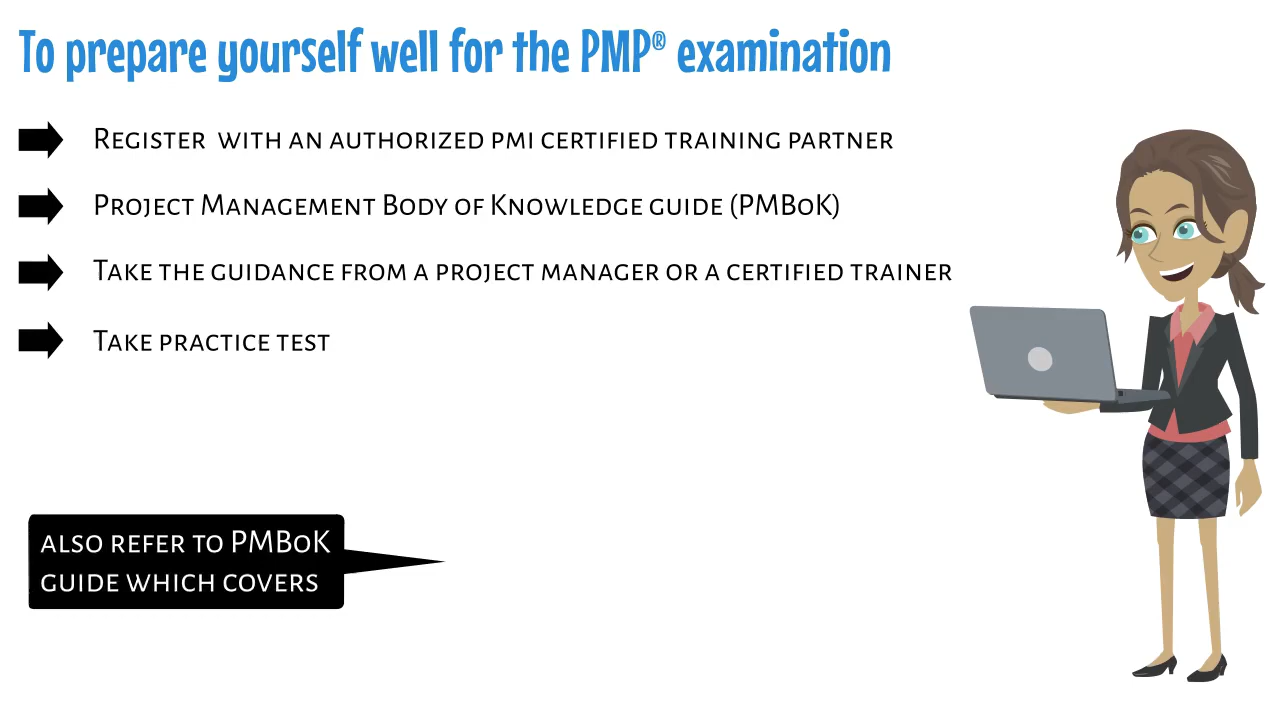 To prepare yourself well for the PMP® examination
Register with an authorized pmi certified training partner
Project Management Body of Knowledge guide (PMBoK)
Take the guidance from a project manager or a certified trainer
Take practice test
also refer to PMBoK
guide which covers